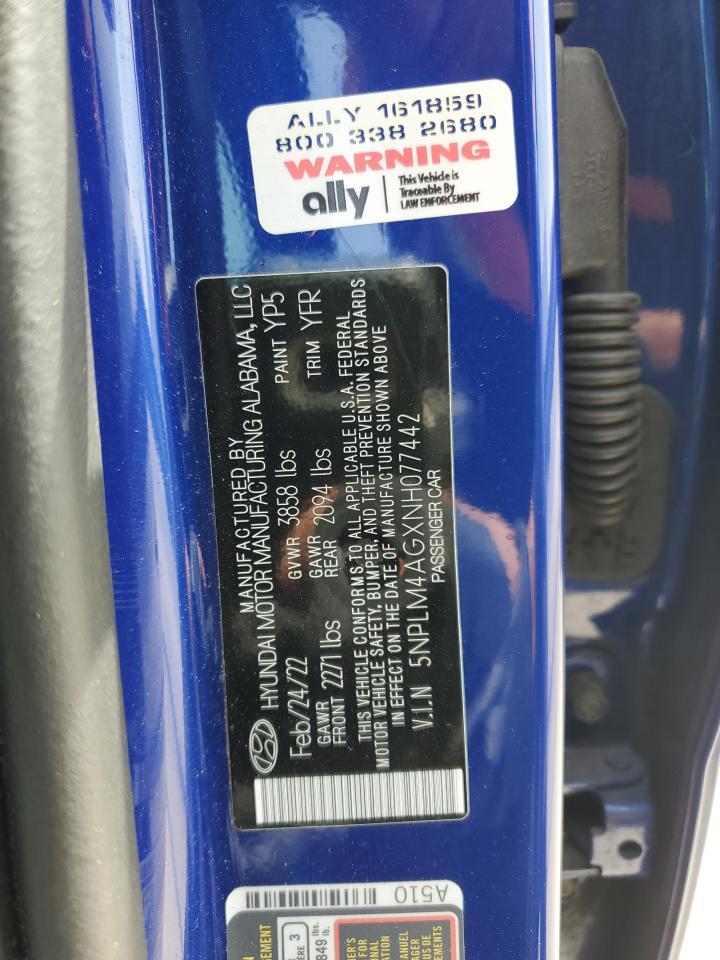 ALLY 161859
800 338 2680
WARNING
ally
This Vehicle is
Traceable By
LAW ENFORCEMENT
MANUFACTURED BY
HYUNDAI MOTOR MANUFACTURING ALABAMA, LLC
Feb/24/22 GVWR 3858 lbs PAINT YP5
GAWR FRONT 2271 lbs GAWR REAR 2094 lbs TRIM YFR
THIS VEHICLE CONFORMS TO ALL APPLICABLE U.S.A. FEDERAL
MOTOR VEHICLE SAFETY, BUMPER, AND THEFT PREVENTION STANDARDS
IN EFFECT ON THE DATE OF MANUFACTURE SHOWN ABOVE
V.I.N 5NPLM4AGXNH077442
PASSENGER CAR
A510
3
849 lb.